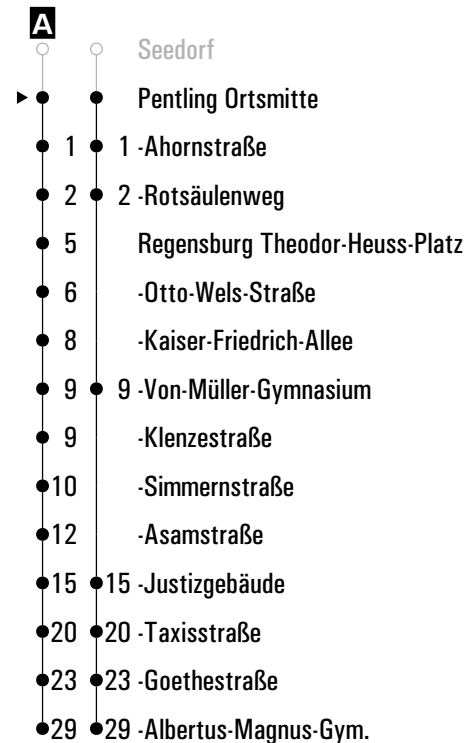 A
Seedorf
Pentling Ortsmitte
1 1 -Ahornstraße
2 2 -Rotsäulenweg
5 Regensburg Theodor-Heuss-Platz
6 -Otto-Wels-Straße
8 -Kaiser-Friedrich-Allee
9 9 -Von-Müller-Gymnasium
9 -Klenzestraße
10 -Simmernstraße
12 -Asamstraße
15 15 -Justizgebäude
20 20 -Taxisstraße
23 23 -Goethestraße
29 29 -Albertus-Magnus-Gym.